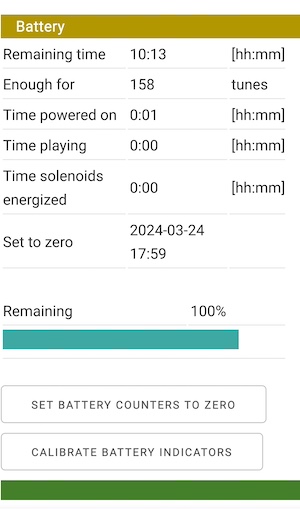 Battery
Remaining time 10:13 [hh:mm]
Enough for 158 tunes
Time powered on 0:01 [hh:mm]
Time playing 0:00 [hh:mm]
Time solenoids
energized 0:00 [hh:mm]
Set to zero 2024-03-24
17:59
Remaining 100%
SET BATTERY COUNTERS TO ZERO
CALIBRATE BATTERY INDICATORS